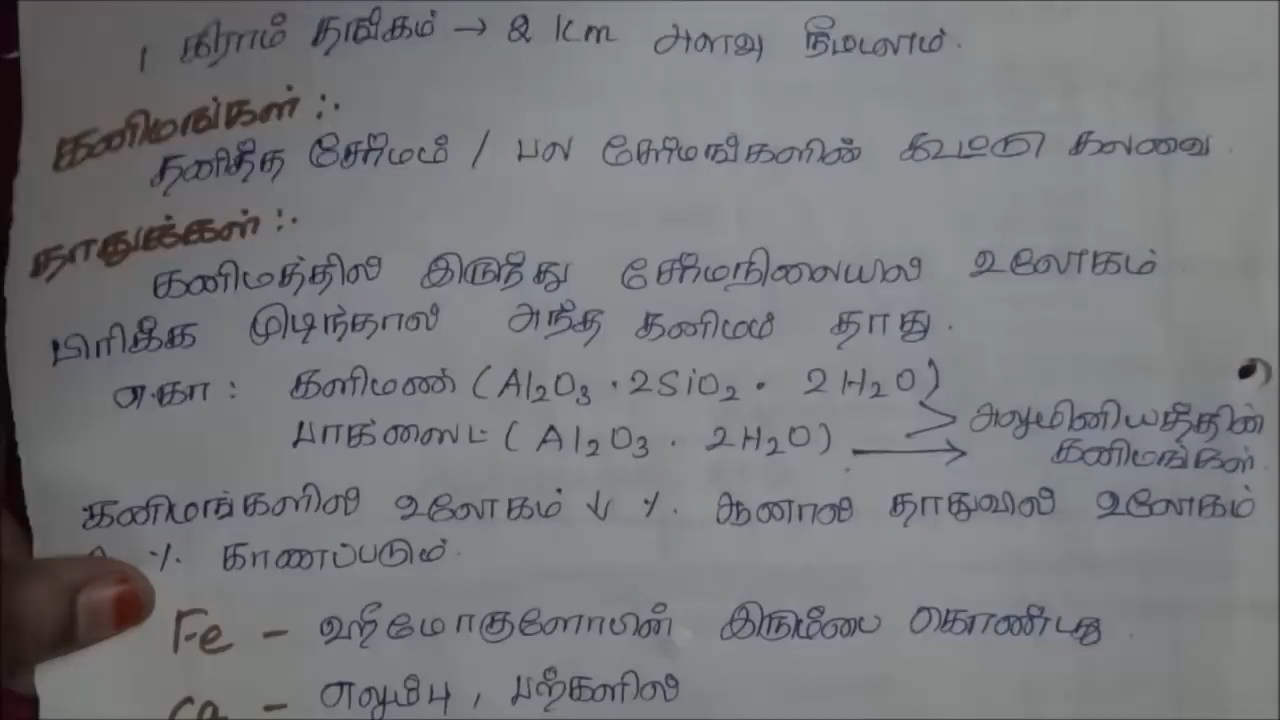 1 கிராம் தங்கம் → 2 Km அளவு நீட்டலாம்.
கனிமங்கள் :.
தனித்த சேர்மம் / பல சேர்மங்களின் கூட்டு கலவை.
தாதுக்கள் :.
கனிமத்தில் இருந்து சேர்மநிலையில் உலோகம்
பிரிக்க முடிந்தால் அந்த கனிமம் தாது.
எ.கா : களிமண் (Al₂O₃ . 2SiO₂ . 2H₂O)
பாக்ஸைட் (Al₂O₃ . 2H₂O) → அலுமினியத்தின்
கனிமங்கள்.
கனிமங்களில் உலோகம் ↓ %. ஆனால் தாதுவில் உலோகம்
% காணப்படும்.
Fe – ஹீமோகுளோபின் இரும்பை கொண்டது.
Ca – எலும்பு, பற்களில்